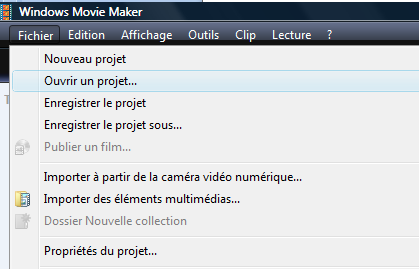 Windows Movie Maker
Fichier Edition Affichage Outils Clip Lecture ?
Nouveau projet
Ouvrir un projet...
Enregistrer le projet
Enregistrer le projet sous...
Publier un film...
Importer à partir de la caméra vidéo numérique...
Importer des éléments multimédias...
Dossier Nouvelle collection
Propriétés du projet...